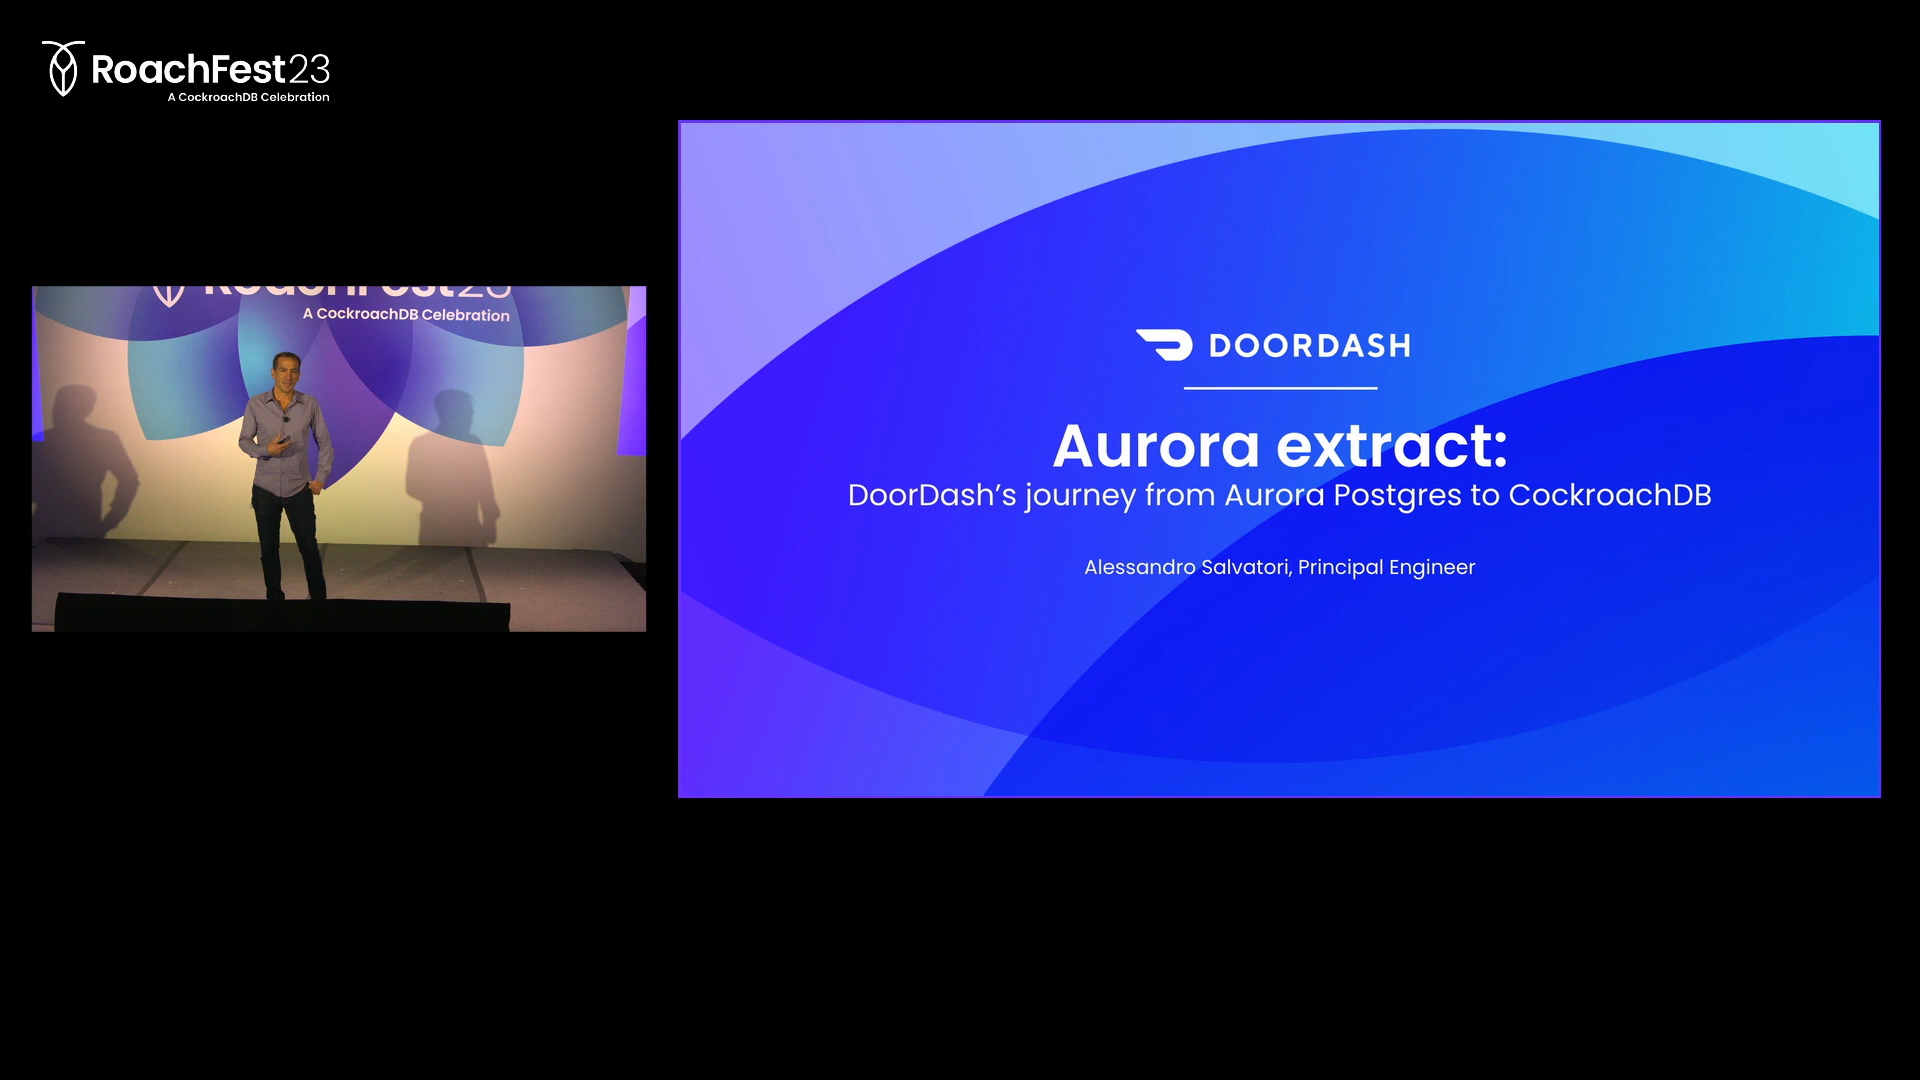 RoachFest23
A CockroachDB Celebration
RoachFest23
A CockroachDB Celebration
DOORDASH
Aurora extract:
DoorDash’s journey from Aurora Postgres to CockroachDB
Alessandro Salvatori, Principal Engineer